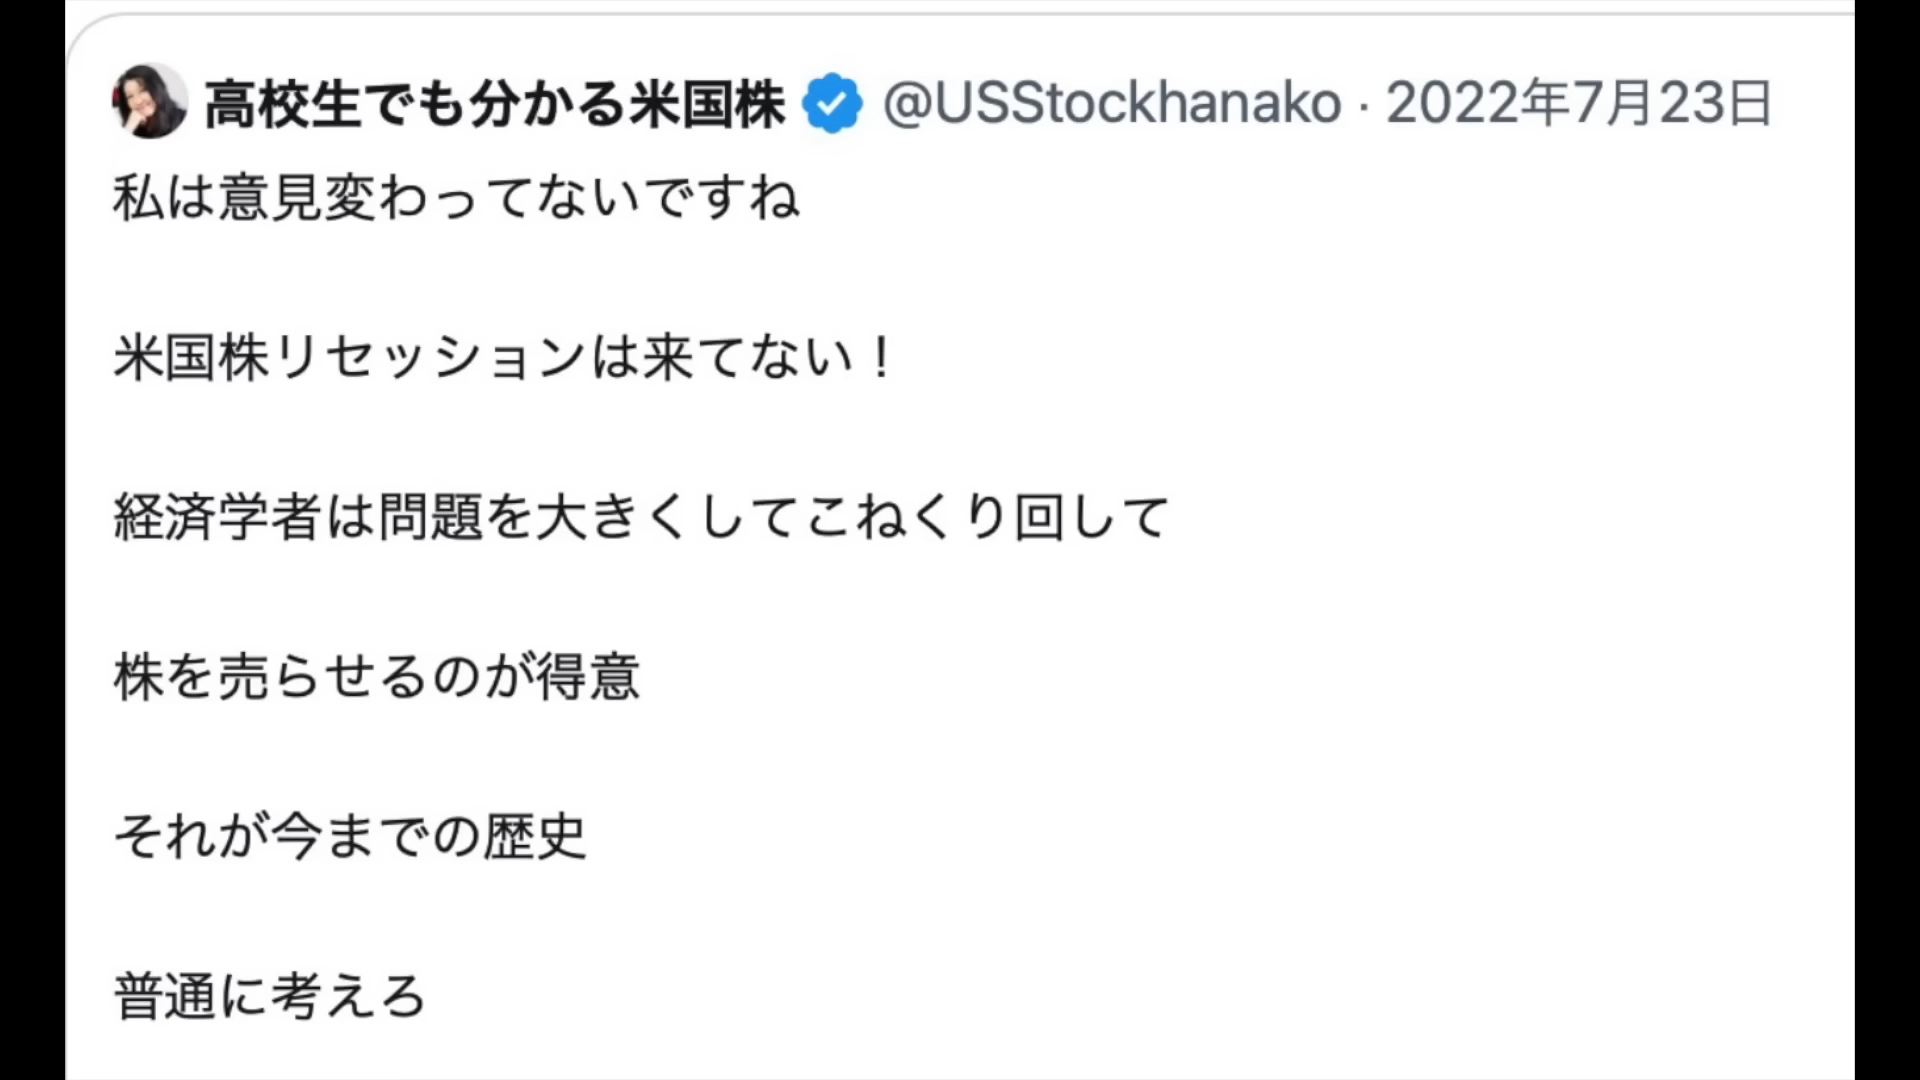 高校生でも分かる米国株 @USStockhanako · 2022年7月23日
私は意見変わってないですね
米国株リセッションは来てない！
経済学者は問題を大きくしてこねくり回して
株を売らせるのが得意
それが今までの歴史
普通に考えろ